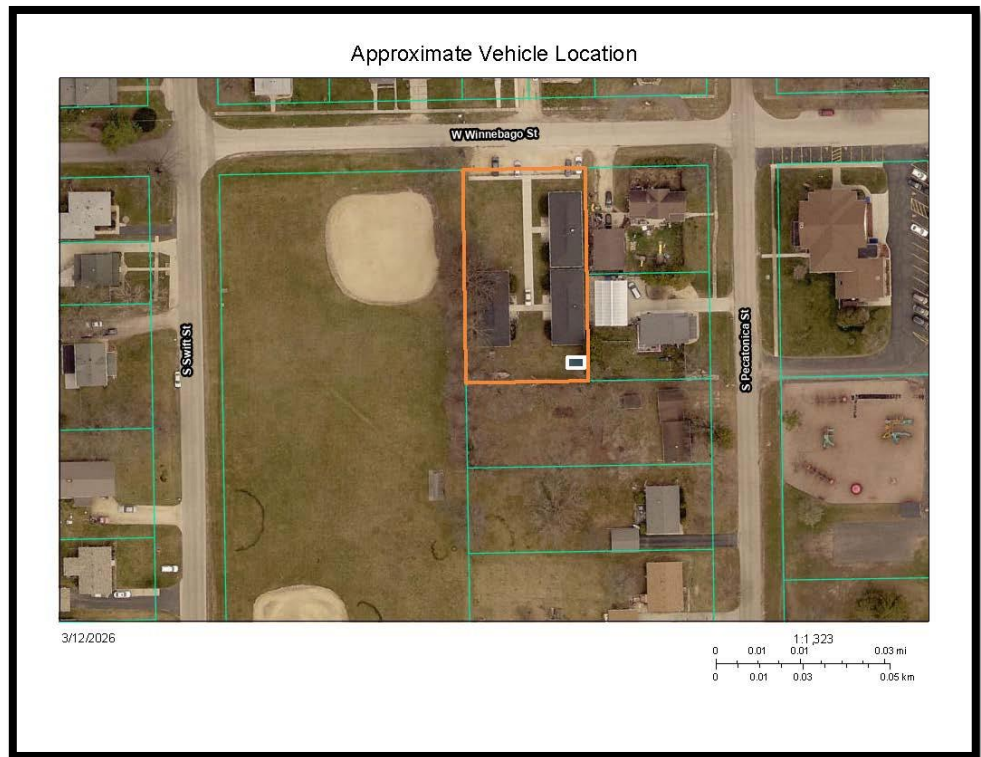 Approximate Vehicle Location
W Winnebago St
S Swift St
S Pecatonica St
3/12/2026
1:1,323
0 0.01 0.01 0.03 mi
0 0.01 0.03 0.05 km